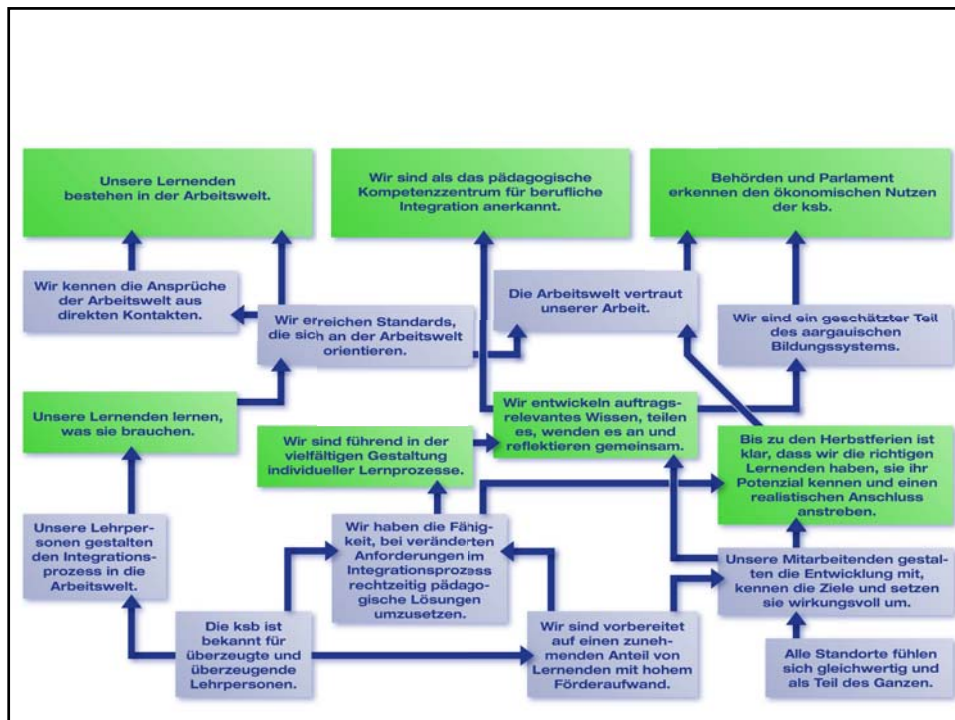 Unsere Lernenden
bestehen in der Arbeitswelt.
Wir sind als das pädagogische
Kompetenzzentrum für berufliche
Integration anerkannt.
Behörden und Parlament
erkennen den ökonomischen Nutzen
der ksb.
Wir kennen die Ansprüche
der Arbeitswelt aus
direkten Kontakten.
Wir erreichen Standards,
die sich an der Arbeitswelt
orientieren.
Die Arbeitswelt vertraut
unserer Arbeit.
Wir sind ein geschätzter Teil
des aargauischen
Bildungssystems.
Unsere Lernenden lernen,
was sie brauchen.
Wir sind führend in der
vielfältigen Gestaltung
individueller Lernprozesse.
Wir entwickeln auftrags-
relevantes Wissen, teilen
es, wenden es an und
reflektieren gemeinsam.
Bis zu den Herbstferien ist
klar, dass wir die richtigen
Lernenden haben, sie ihr
Potenzial kennen und einen
realistischen Anschluss
anstreben.
Unsere Lehrper-
sonen gestalten
den Integrations-
prozess in die
Arbeitswelt.
Wir haben die Fähig-
keit, bei veränderten
Anforderungen im
Integrationsprozess
rechtzeitig pädago-
gische Lösungen
umzusetzen.
Unsere Mitarbeitenden gestal-
ten die Entwicklung mit,
kennen die Ziele und setzen
sie wirkungsvoll um.
Die ksb ist
bekannt für
überzeugte und
überzeugende
Lehrpersonen.
Wir sind vorbereitet
auf einen zuneh-
menden Anteil von
Lernenden mit hohem
Förderaufwand.
Alle Standorte fühlen
sich gleichwertig und
als Teil des Ganzen.